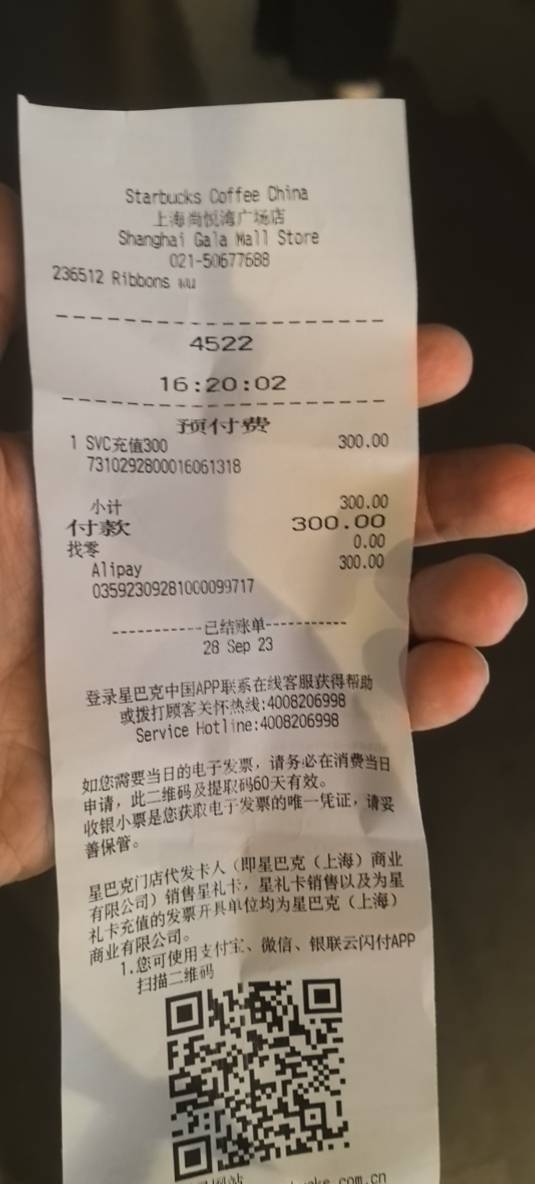 Starbucks Coffee China
上海尚悦湾广场店
Shanghai Gala Mall Store
021-50677688
236512 Ribbons wu
4522
16:20:02
预付费
1 SVC充值300 300.00
7310292800016061318
小计 300.00
付款 300.00
找零 0.00
Alipay 300.00
03592309281000099717
-----------已结账单-----------
28 Sep 23
登录星巴克中国APP联系在线客服获得帮助
或拨打顾客关怀热线:4008206998
Service Hotline:4008206998
如您需要当日的电子发票，请务必在消费当日
申请，此二维码及提取码60天有效。
收银小票是您获取电子发票的唯一凭证，请妥
善保管。
星巴克门店代发卡人（即星巴克（上海）商业
有限公司）销售星礼卡，星礼卡销售以及为星
礼卡充值的发票开具单位均为星巴克（上海）
商业有限公司。
1.您可使用支付宝、微信、银联云闪付APP
扫描二维码